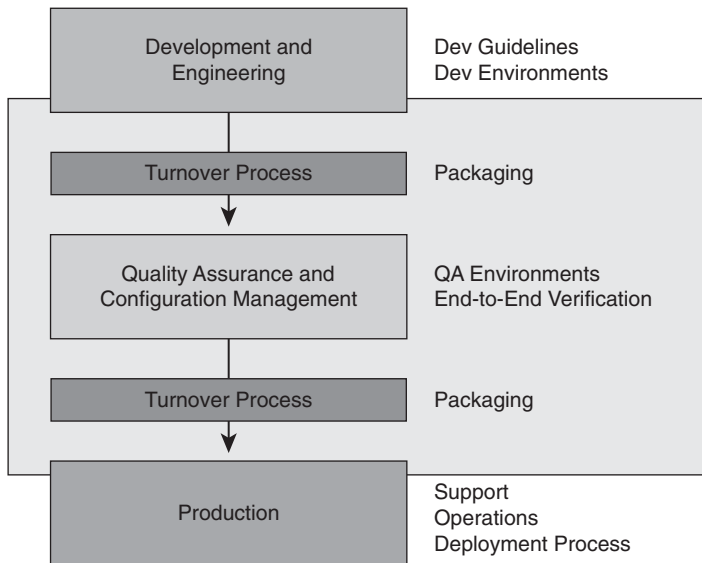 Development and
Engineering
Dev Guidelines
Dev Environments
Turnover Process
Packaging
Quality Assurance and
Configuration Management
QA Environments
End-to-End Verification
Turnover Process
Packaging
Production
Support
Operations
Deployment Process